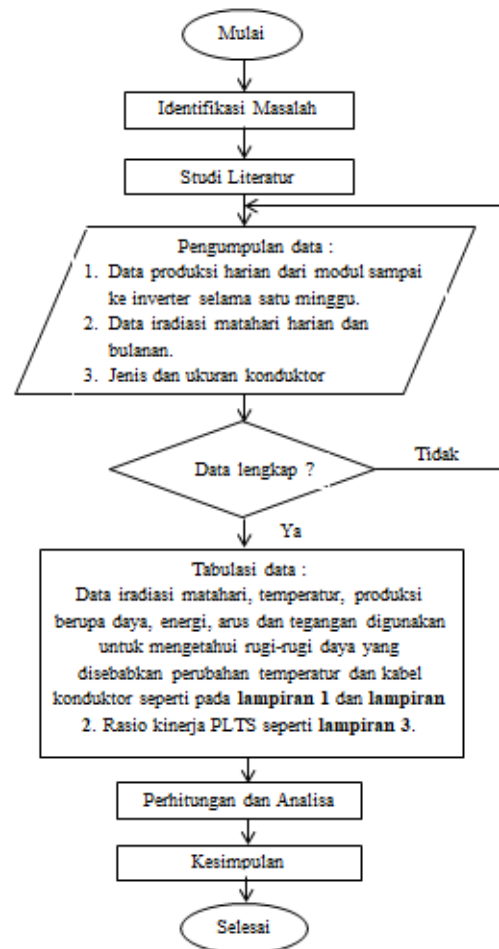 Mulai
Identifikasi Masalah
Studi Literatur
Pengumpulan data :
1. Data produksi harian dari modul sampai
ke inverter selama satu minggu.
2. Data iradiasi matahari harian dan
bulanan.
3. Jenis dan ukuran konduktor
Data lengkap ?
Tidak
Ya
Tabulasi data :
Data iradiasi matahari, temperatur, produksi
berupa daya, energi, arus dan tegangan digunakan
untuk mengetahui rugi-rugi daya yang
disebabkan perubahan temperatur dan kabel
konduktor seperti pada lampiran 1 dan lampiran
2. Rasio kinerja PLTS seperti lampiran 3.
Perhitungan dan Analisa
Kesimpulan
Selesai